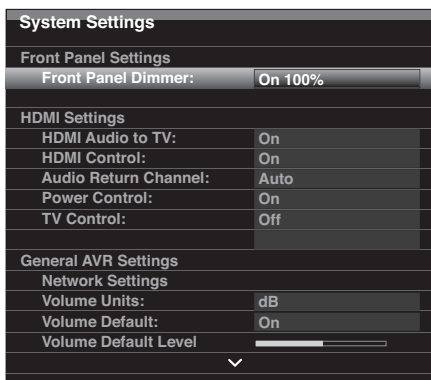 System Settings
Front Panel Settings
Front Panel Dimmer: On 100%
HDMI Settings
HDMI Audio to TV: On
HDMI Control: On
Audio Return Channel: Auto
Power Control: On
TV Control: Off
General AVR Settings
Network Settings
Volume Units: dB
Volume Default: On
Volume Default Level